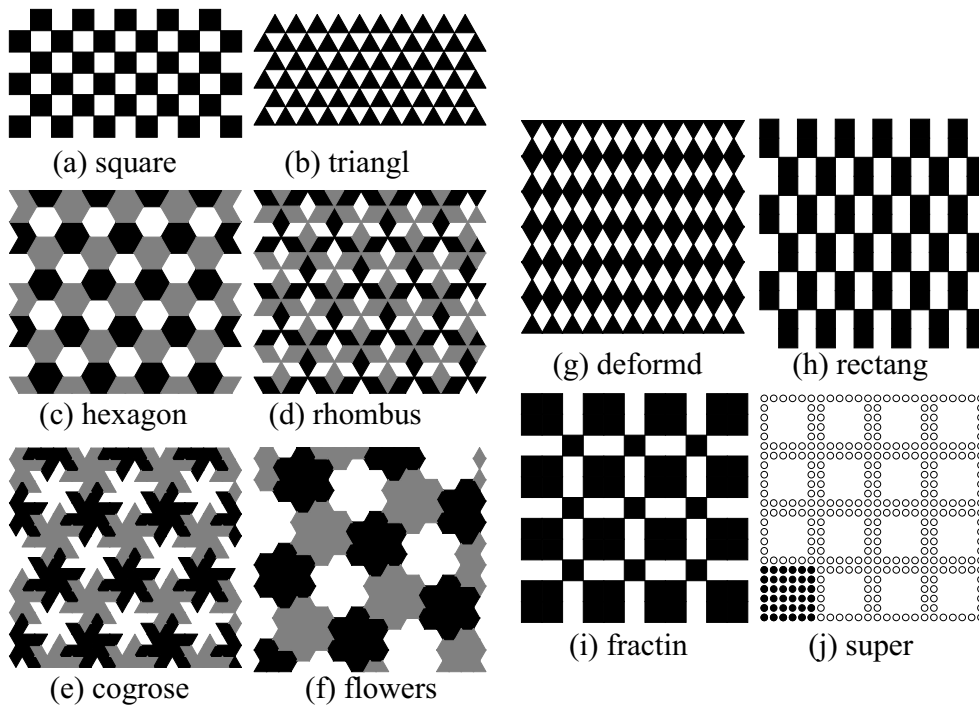 (a) square
(b) triangl
(c) hexagon
(d) rhombus
(e) cogrose
(f) flowers
(g) deformd
(h) rectang
(i) fractin
(j) super